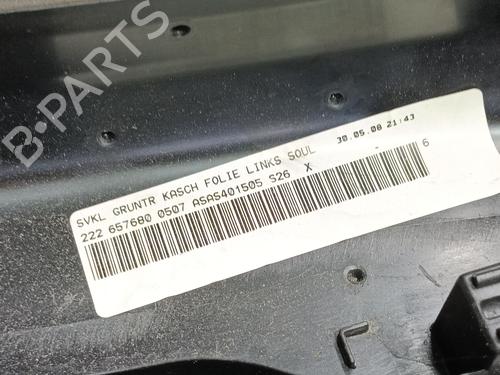 B-PARTS
SVKL GRUNTR KASCH FOLIE LINKS SOUL 30.05.08 21:43
222 657680 0507 ASAS401505 S26 X 6
L